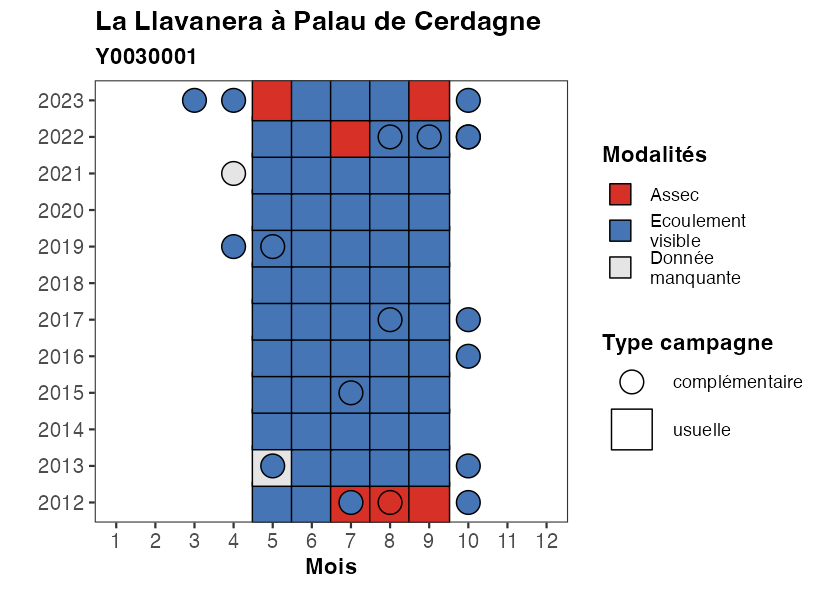 La Llavanera à Palau de Cerdagne
Y0030001
2023
2022
2021
2020
2019
2018
2017
2016
2015
2014
2013
2012
1 2 3 4 5 6 7 8 9 10 11 12
Mois
Modalités
Assec
Ecoulement
visible
Donnée
manquante
Type campagne
complémentaire
usuelle